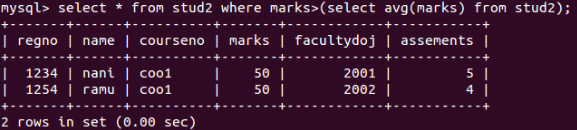 mysql> select * from stud2 where marks>(select avg(marks) from stud2);
+-------+------+----------+-------+------------+-----------+
| regno | name | courseno | marks | facultydoj | assements |
+-------+------+----------+-------+------------+-----------+
|  1234 | nani | coo1     |    50 |       2001 |         5 |
|  1254 | ramu | coo1     |    50 |       2002 |         4 |
+-------+------+----------+-------+------------+-----------+
2 rows in set (0.00 sec)